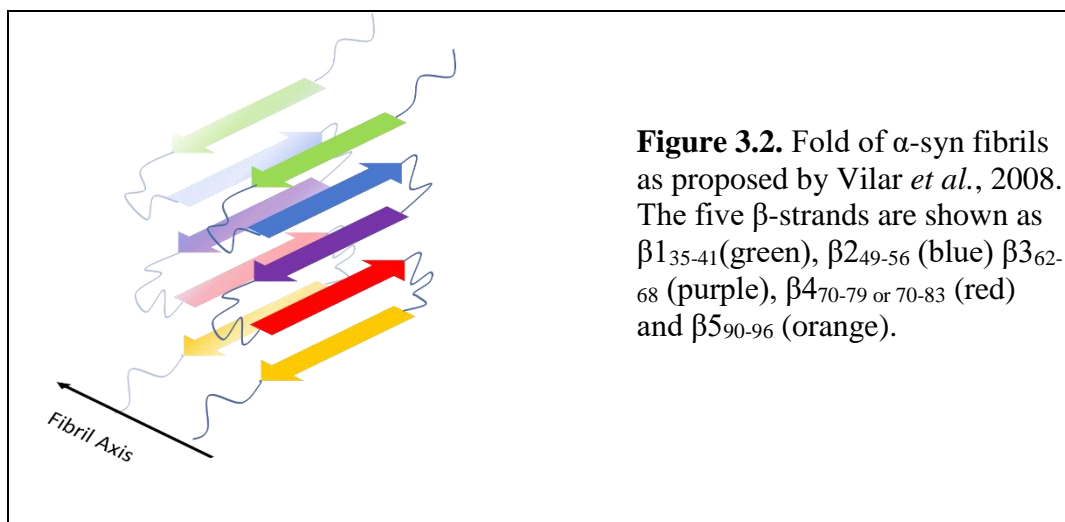 Figure 3.2. Fold of α-syn fibrils
as proposed by Vilar et al., 2008.
The five β-strands are shown as
β1₃₅₋₄₁(green), β2₄₉₋₅₆ (blue) β3₆₂₋
₆₈ (purple), β4₇₀₋₇₉ ₒᵣ ₇₀₋₈₃ (red)
and β5₉₀₋₉₆ (orange).
Fibril Axis